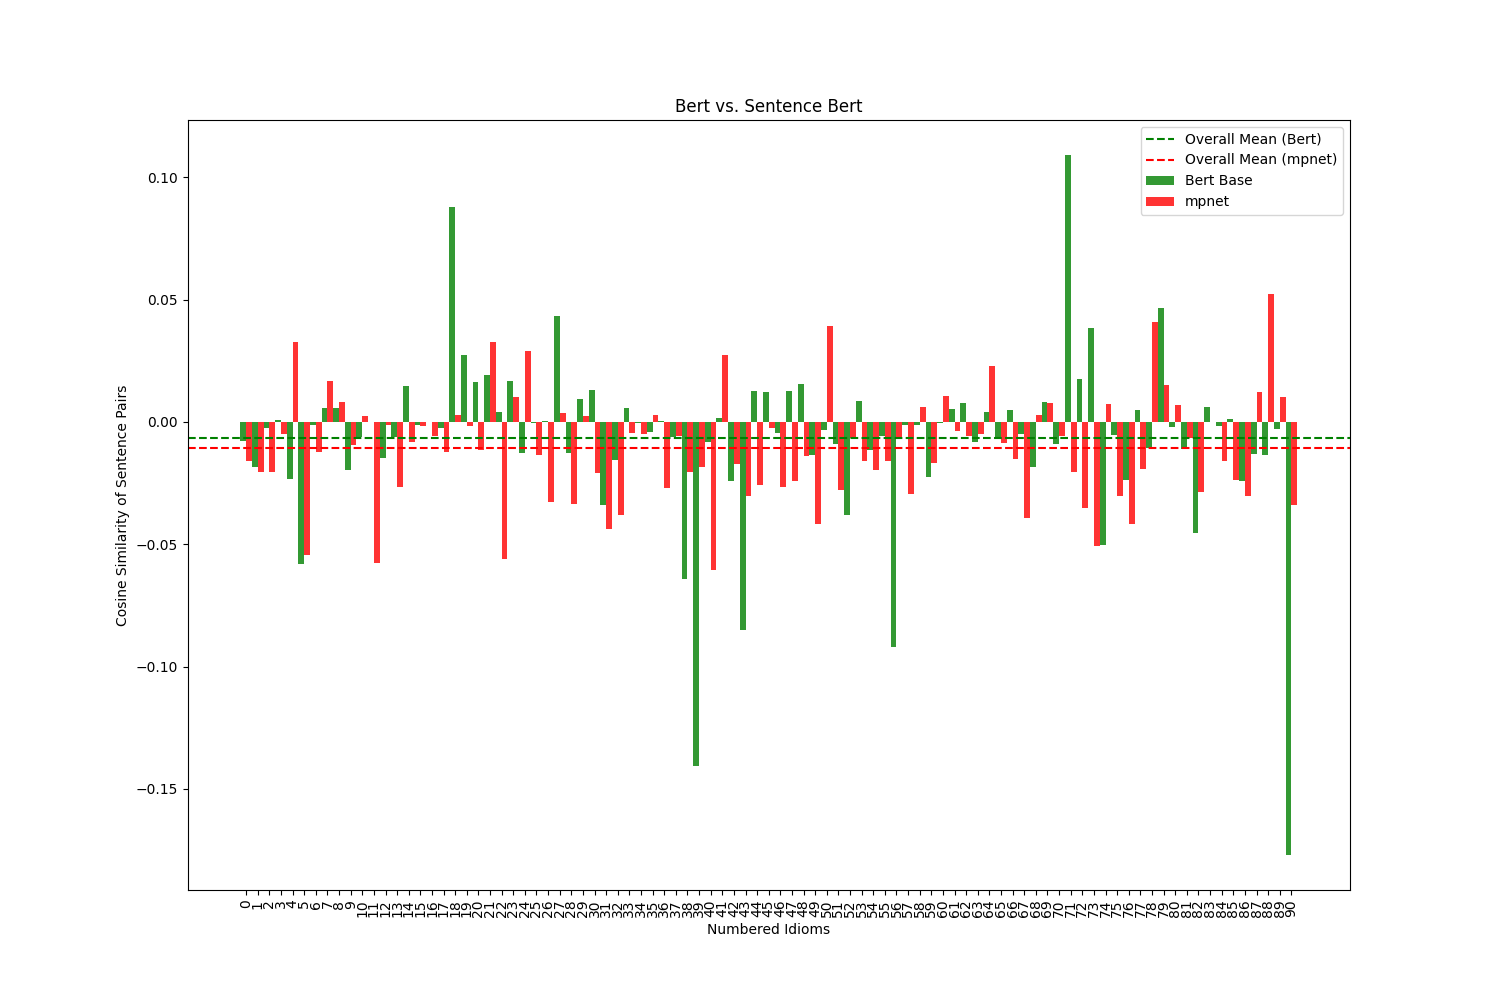 Bert vs. Sentence Bert
Overall Mean (Bert)
Overall Mean (mpnet)
Bert Base
mpnet
Cosine Similarity of Sentence Pairs
0.10
0.05
0.00
−0.05
−0.10
−0.15
0 1 2 3 4 5 6 7 8 9 10 11 12 13 14 15 16 17 18 19 20 21 22 23 24 25 26 27 28 29 30 31 32 33 34 35 36 37 38 39 40 41 42 43 44 45 46 47 48 49 50 51 52 53 54 55 56 57 58 59 60 61 62 63 64 65 66 67 68 69 70 71 72 73 74 75 76 77 78 79 80 81 82 83 84 85 86 87 88 89 90
Numbered Idioms